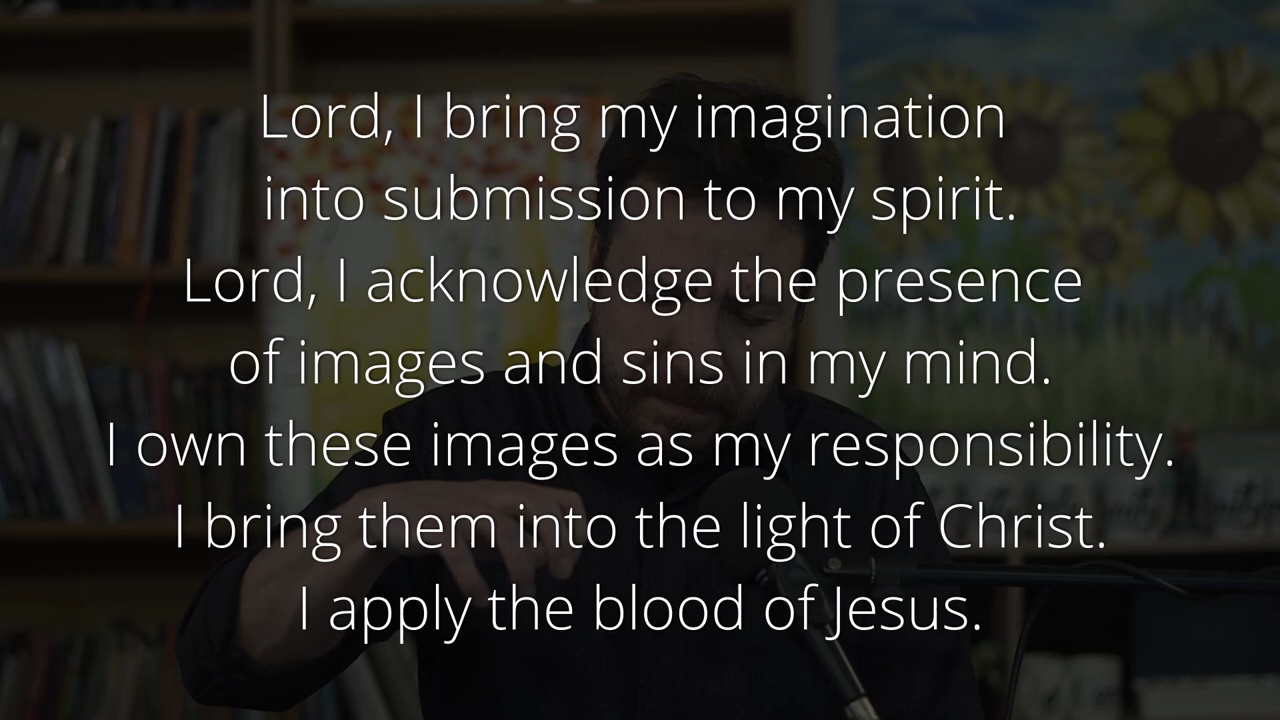 Lord, I bring my imagination
into submission to my spirit.
Lord, I acknowledge the presence
of images and sins in my mind.
I own these images as my responsibility.
I bring them into the light of Christ.
I apply the blood of Jesus.